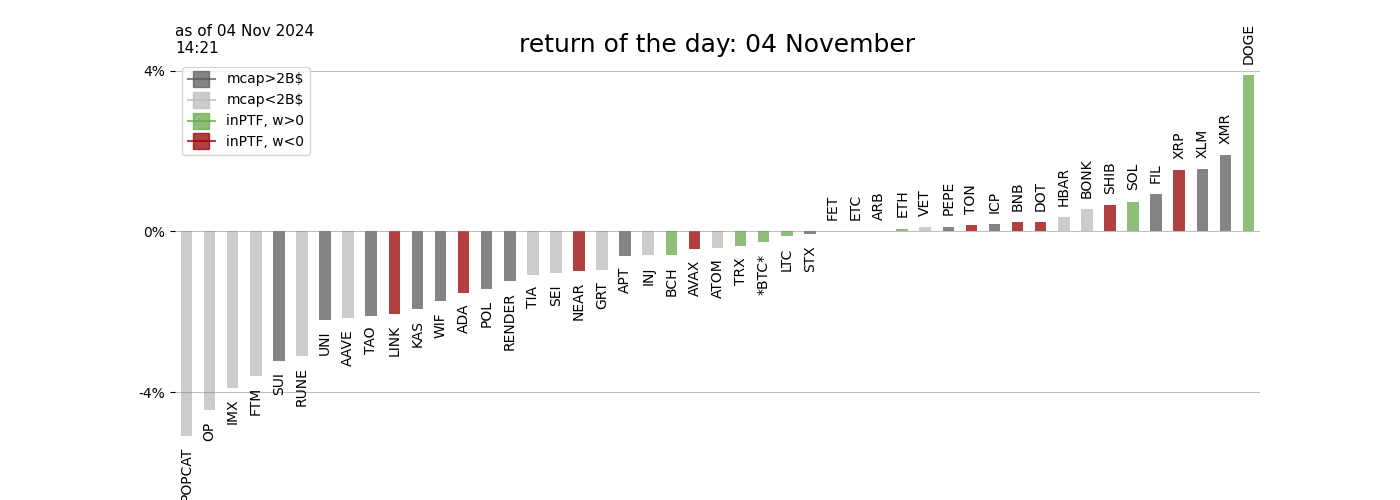 as of 04 Nov 2024
14:21
return of the day: 04 November
4%
0%
-4%
mcap>2B$
mcap<2B$
inPTF, w>0
inPTF, w<0
POPCAT
OP
IMX
FTM
SUI
RUNE
UNI
AAVE
TAO
LINK
KAS
WIF
ADA
POL
RENDER
TIA
SEI
NEAR
GRT
APT
INJ
BCH
AVAX
ATOM
TRX
*BTC*
LTC
STX
FET
ETC
ARB
ETH
VET
PEPE
TON
ICP
BNB
DOT
HBAR
BONK
SHIB
SOL
FIL
XRP
XLM
XMR
DOGE